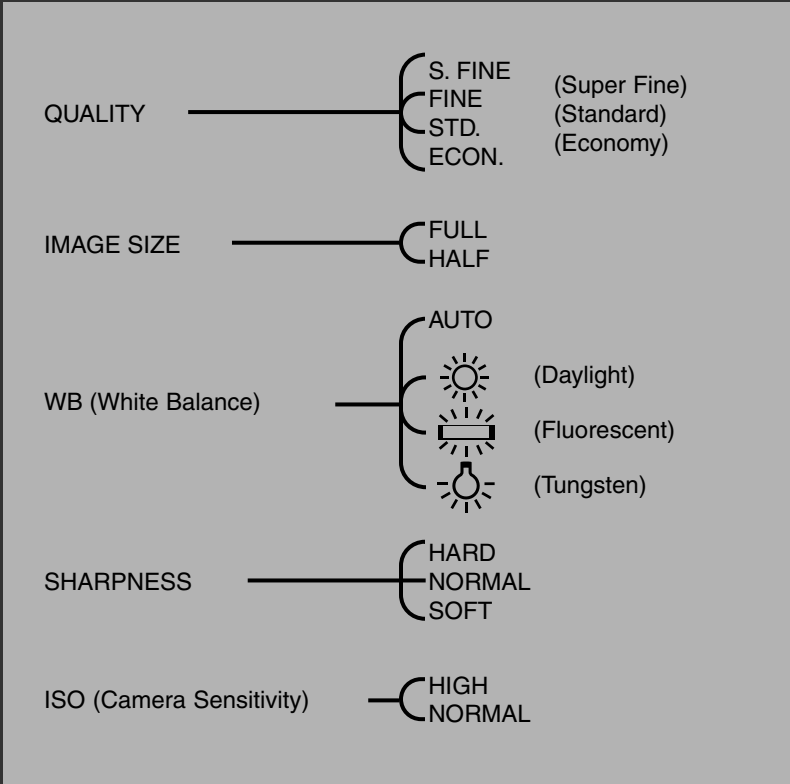 QUALITY
S. FINE
FINE
STD.
ECON.
(Super Fine)
(Standard)
(Economy)
IMAGE SIZE
FULL
HALF
WB (White Balance)
AUTO
(Daylight)
(Fluorescent)
(Tungsten)
SHARPNESS
HARD
NORMAL
SOFT
ISO (Camera Sensitivity)
HIGH
NORMAL